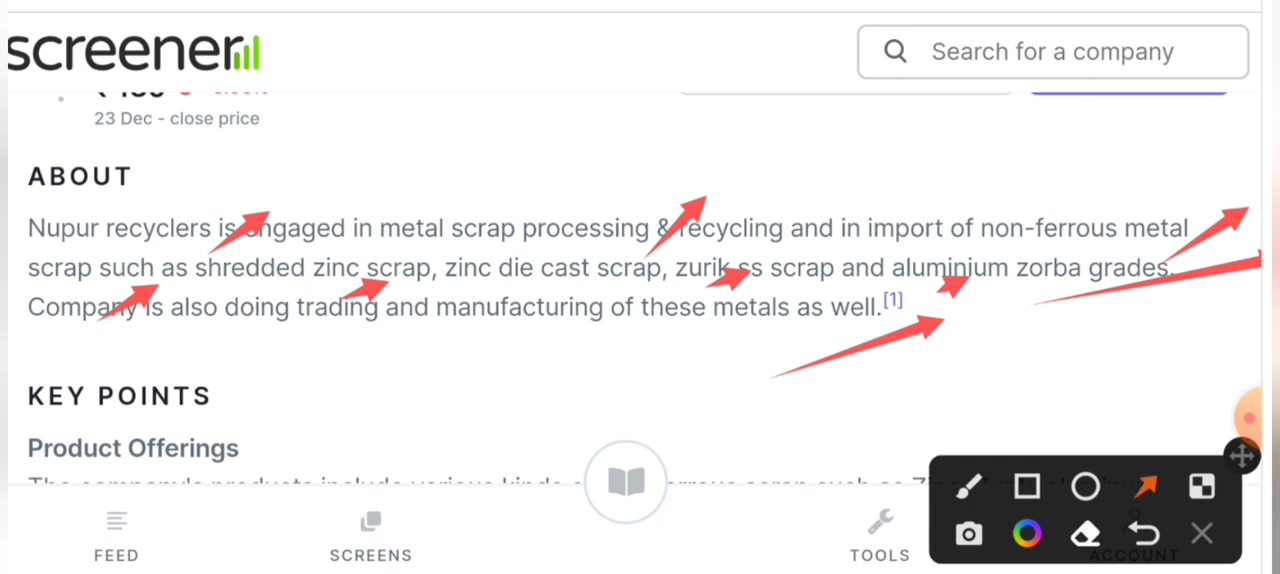 screener
Search for a company
23 Dec - close price
ABOUT
Nupur recyclers is engaged in metal scrap processing & recycling and in import of non-ferrous metal
scrap such as shredded zinc scrap, zinc die cast scrap, zurik ss scrap and aluminium zorba grades.
Company is also doing trading and manufacturing of these metals as well.[1]
KEY POINTS
Product Offerings
FEED
SCREENS
TOOLS
ACCOUNT